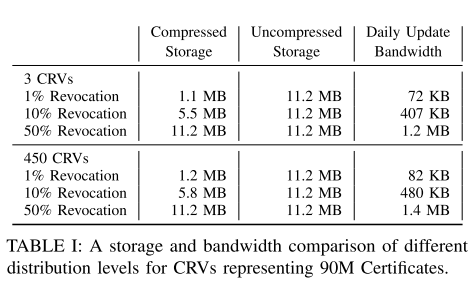 Compressed Uncompressed Daily Update
Storage Storage Bandwidth
3 CRVs
1% Revocation 1.1 MB 11.2 MB 72 KB
10% Revocation 5.5 MB 11.2 MB 407 KB
50% Revocation 11.2 MB 11.2 MB 1.2 MB
450 CRVs
1% Revocation 1.2 MB 11.2 MB 82 KB
10% Revocation 5.8 MB 11.2 MB 480 KB
50% Revocation 11.2 MB 11.2 MB 1.4 MB
TABLE I: A storage and bandwidth comparison of different
distribution levels for CRVs representing 90M Certificates.